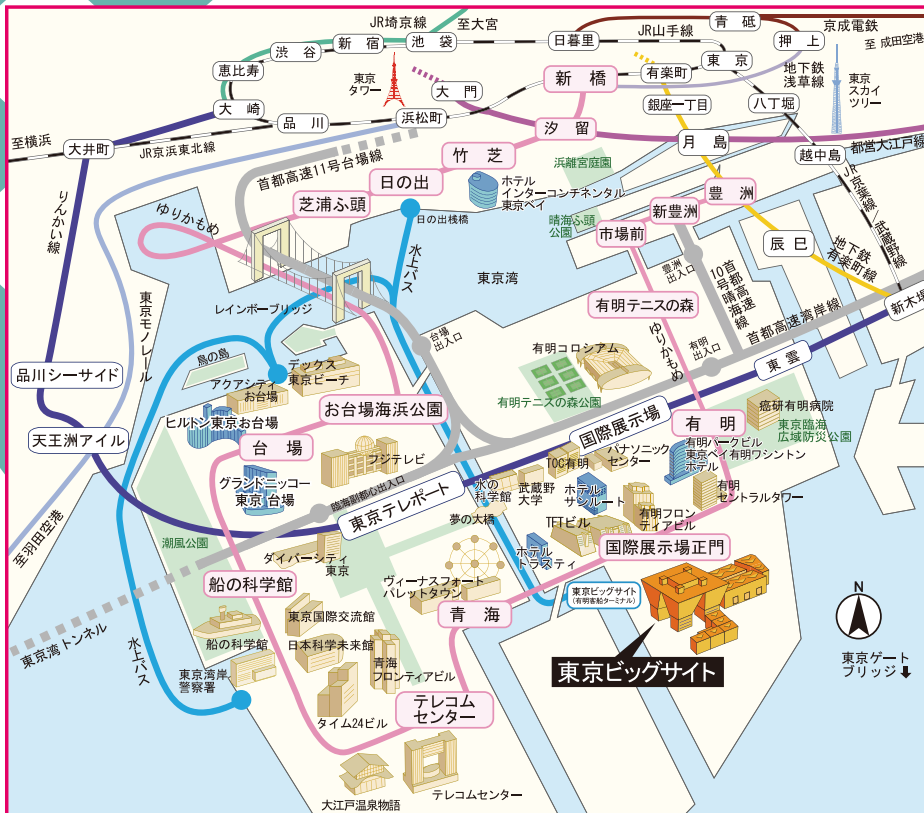 JR埼京線
至大宮
青 砥
京成電鉄
渋 谷
新 宿
池 袋
日暮里
JR山手線
押 上
至 成田空港
恵比寿
東京
タワー
大 門
新 橋
有楽町
東 京
地下鉄
浅草線
東京
スカイ
ツリー
大 崎
品 川
浜松町
銀座一丁目
八丁堀
至横浜
大井町
JR京浜東北線
汐 留
月 島
都営大江戸線
越中島
首都高速11号台場線
竹 芝
浜離宮庭園
JR京葉線/武蔵野線
りんかい線
ゆりかもめ
日の出
ホテル
インターコンチネンタル
東京ベイ
豊 洲
芝浦ふ頭
日の出桟橋
晴海ふ頭
公園
新豊洲
市場前
辰 巳
地下鉄
有楽町線
水上バス
東京湾
豊洲
出入口
首都高
10号晴海線
東京モノレール
レインボーブリッジ
有明テニスの森
首都高速湾岸線
新木場
台場
出入口
ゆりかもめ
有明
出入口
鳥の島
デックス
東京ビーチ
有明コロシアム
東 雲
品川シーサイド
アクアシティ
お台場
有明テニスの森公園
お台場海浜公園
ヒルトン東京お台場
国際展示場
有 明
癌研有明病院
東京臨海
広域防災公園
天王洲アイル
台 場
フジテレビ
TOC有明
パナソニック
センター
有明パークビル
東京ベイ有明ワシントン
ホテル
グランドニッコー
東京 台場
臨海副都心出入口
東京テレポート
水の
科学館
武蔵野
大学
ホテル
サンルート
有明
セントラルタワー
至羽田空港
潮風公園
夢の大橋
TFTビル
有明フロン
ティアビル
ダイバーシティ
東京
ホテル
トラスティ
国際展示場正門
船の科学館
ヴィーナスフォート
パレットタウン
東京ビッグサイト
(有明客船ターミナル)
東京湾トンネル
東京国際交流館
青 海
N
水上バス
船の科学館
日本科学未来館
東京ビッグサイト
東京ゲート
ブリッジ
東京湾岸
警察署
青海
フロンティアビル
タイム24ビル
テレコム
センター
大江戸温泉物語
テレコムセンター